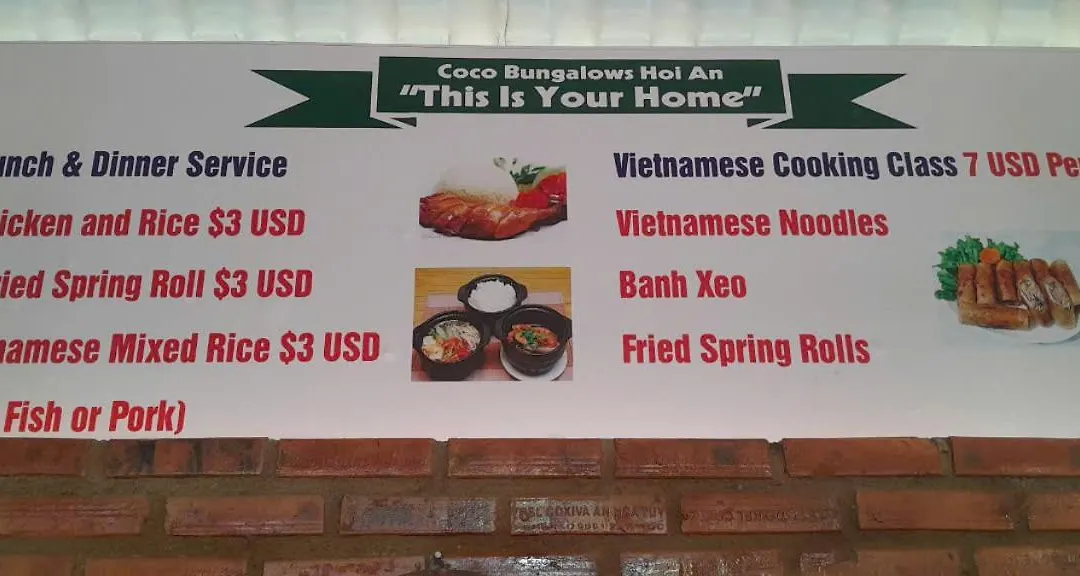 Coco Bungalows Hoi An
"This Is Your Home"
unch & Dinner Service
icken and Rice $3 USD
ied Spring Roll $3 USD
namese Mixed Rice $3 USD
Fish or Pork)
Vietnamese Cooking Class 7 USD Pe
Vietnamese Noodles
Banh Xeo
Fried Spring Rolls